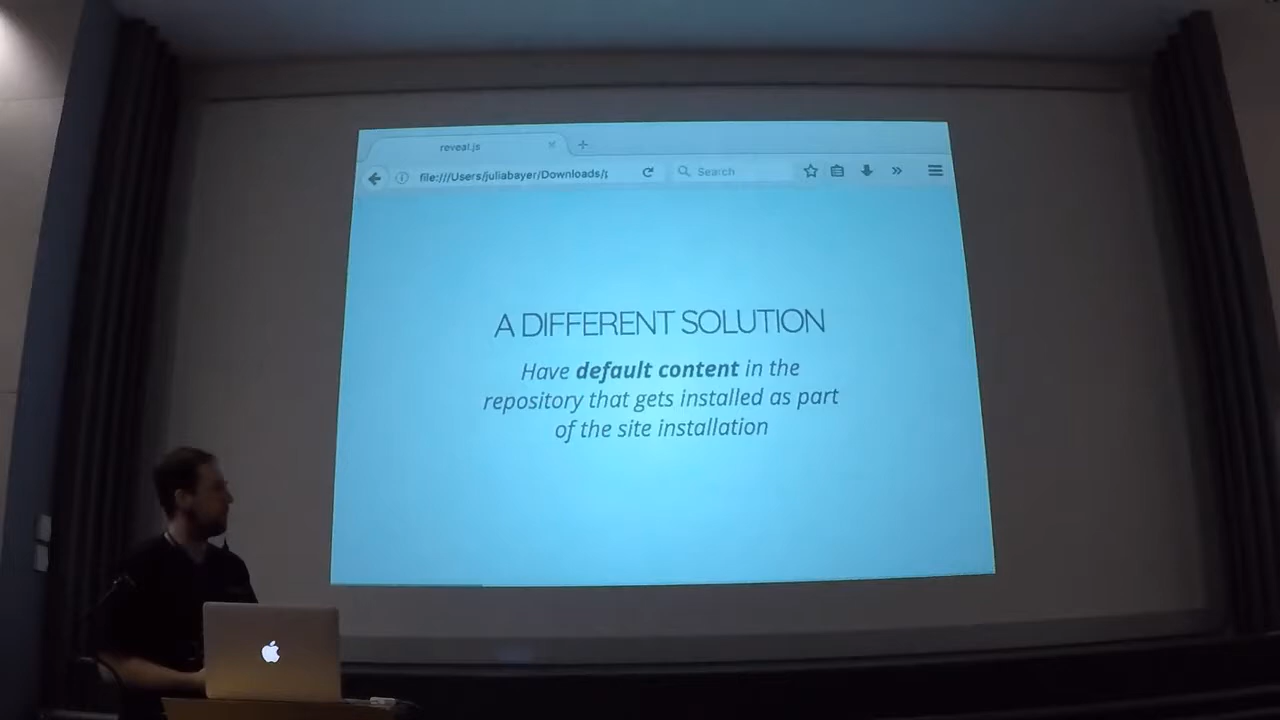 reveal.js
file:///Users/juliabayer/Downloads/
Search
A DIFFERENT SOLUTION
Have default content in the
repository that gets installed as part
of the site installation